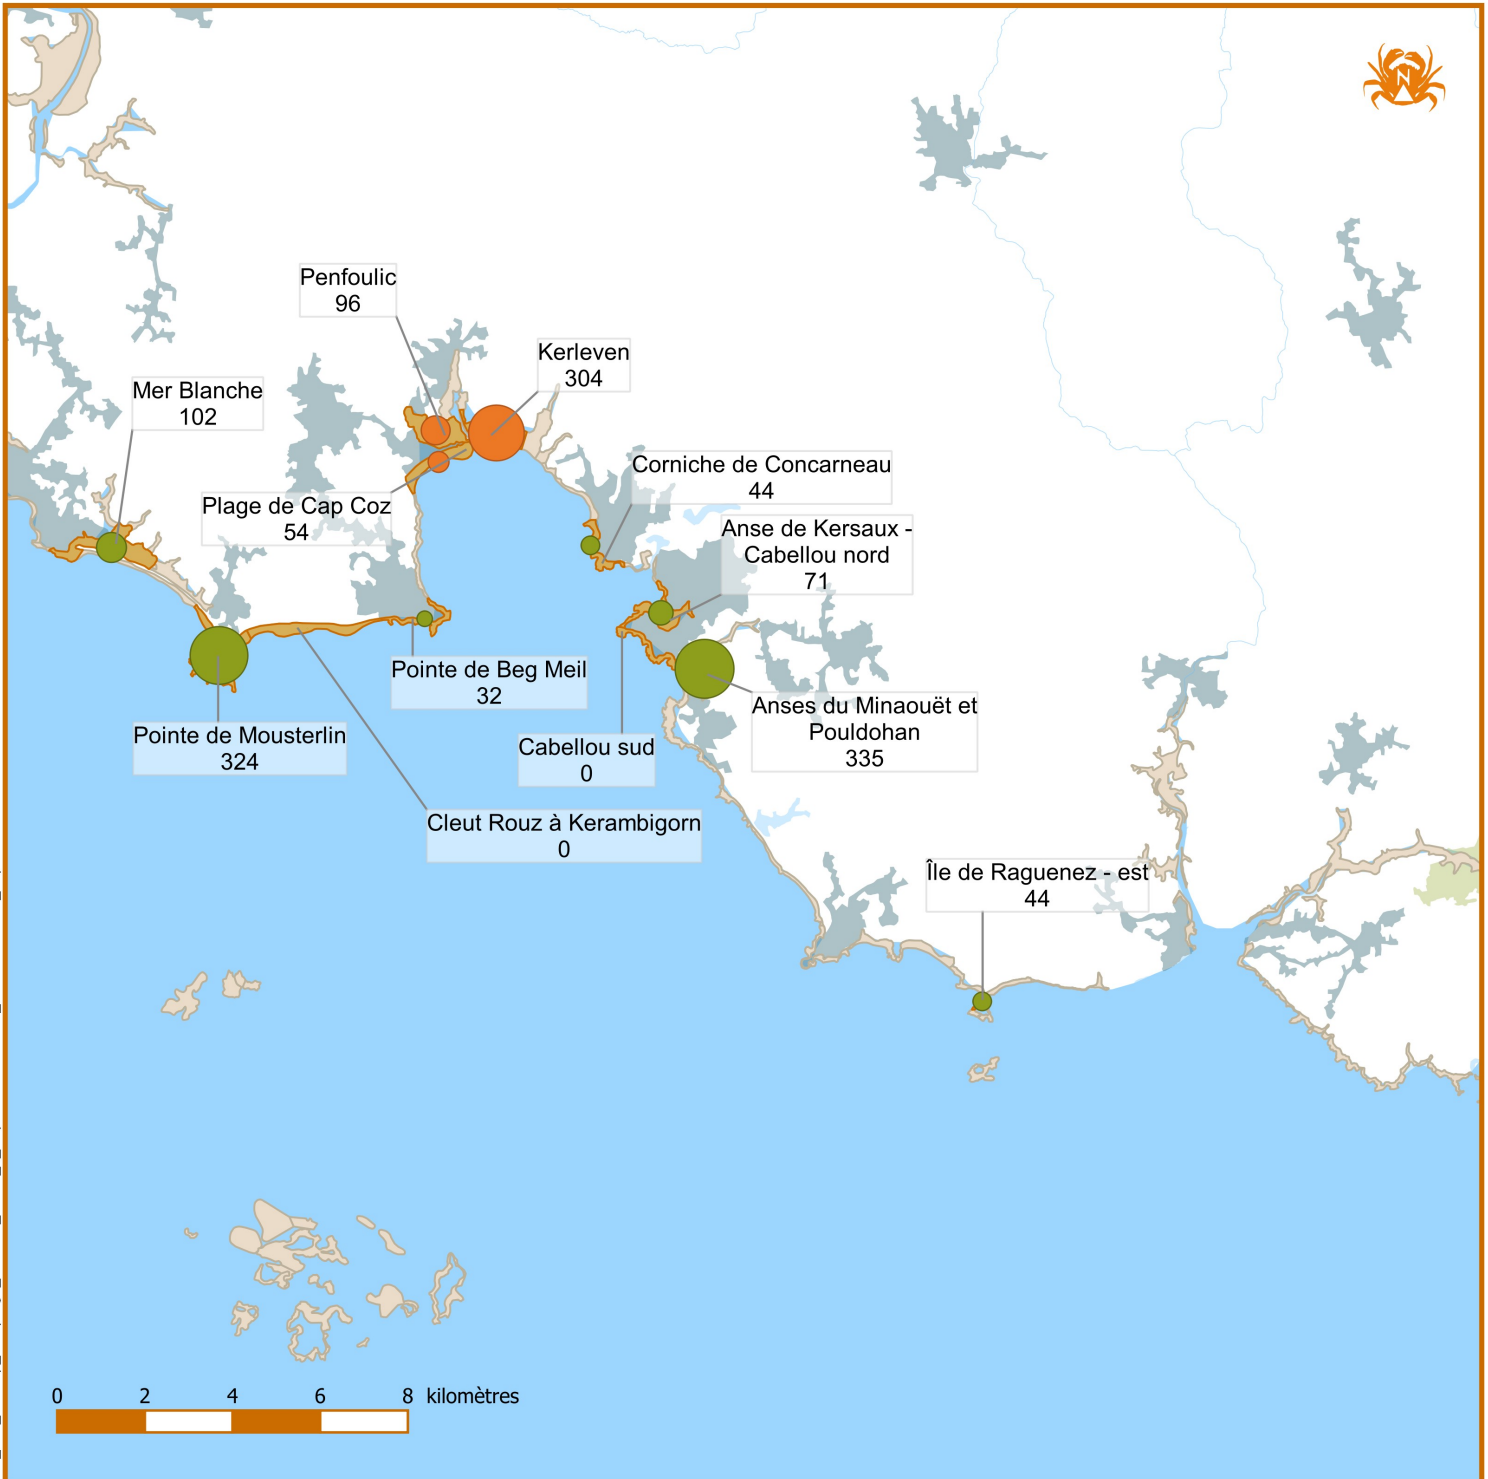 N
Penfoulic
96
Kerleven
304
Mer Blanche
102
Corniche de Concarneau
44
Plage de Cap Coz
54
Anse de Kersaux -
Cabellou nord
71
Pointe de Beg Meil
32
Anses du Minaouët et
Pouldohan
335
Pointe de Mousterlin
324
Cabellou sud
0
Cleut Rouz à Kerambigorn
0
Île de Raguenez - est
44
0 2 4 6 8 kilomètres